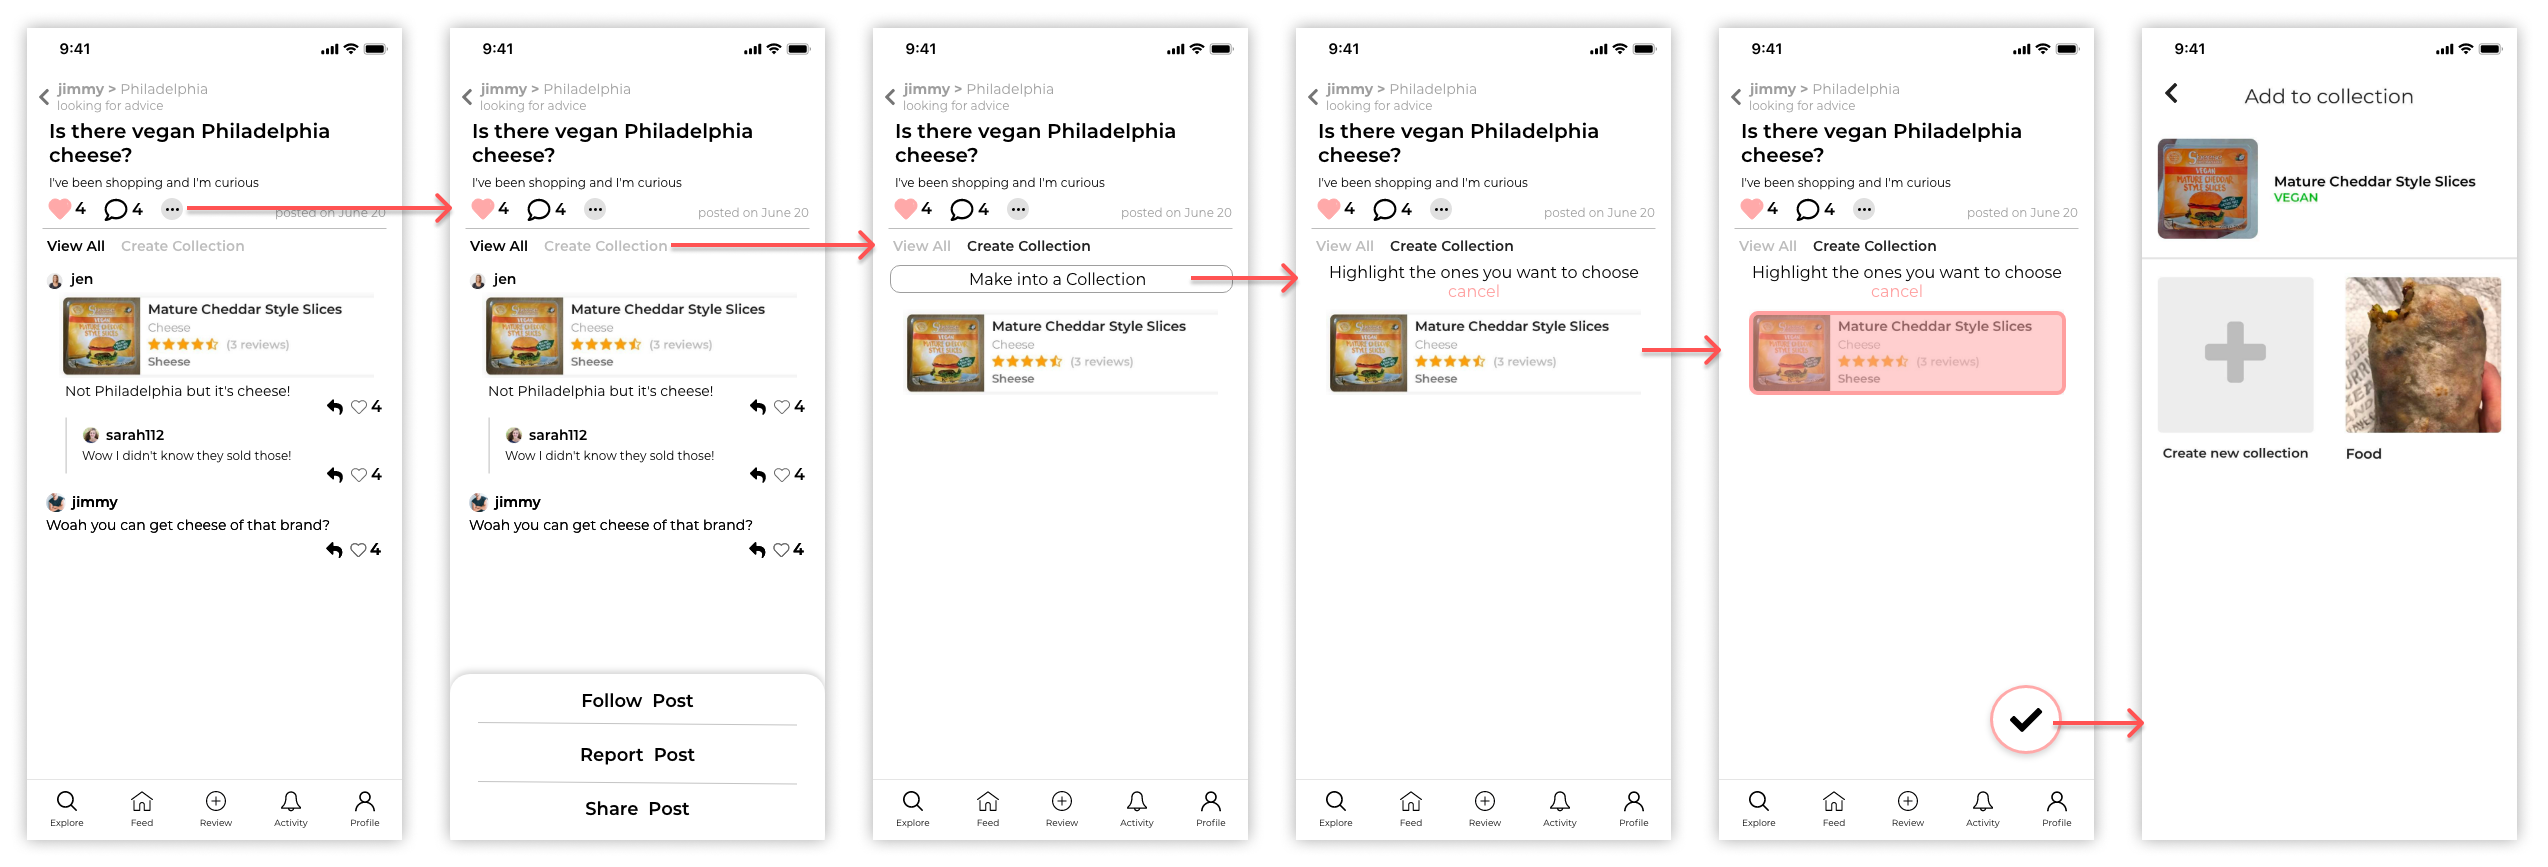 9:41
jimmy > Philadelphia
looking for advice
Is there vegan Philadelphia
cheese?
I've been shopping and I'm curious
4 4
posted on June 20
View All Create Collection
jen
Mature Cheddar Style Slices
Cheese
(3 reviews)
Sheese
Not Philadelphia but it's cheese!
4
sarah112
Wow I didn't know they sold those!
4
jimmy
Woah you can get cheese of that brand?
4
Explore Feed Review Activity Profile
9:41
jimmy > Philadelphia
looking for advice
Is there vegan Philadelphia
cheese?
I've been shopping and I'm curious
4 4
posted on June 20
View All Create Collection
jen
Mature Cheddar Style Slices
Cheese
(3 reviews)
Sheese
Not Philadelphia but it's cheese!
4
sarah112
Wow I didn't know they sold those!
4
jimmy
Woah you can get cheese of that brand?
4
Follow Post
Report Post
Share Post
9:41
jimmy > Philadelphia
looking for advice
Is there vegan Philadelphia
cheese?
I've been shopping and I'm curious
4 4
posted on June 20
View All Create Collection
Make into a Collection
Mature Cheddar Style Slices
Cheese
(3 reviews)
Sheese
Explore Feed Review Activity Profile
9:41
jimmy > Philadelphia
looking for advice
Is there vegan Philadelphia
cheese?
I've been shopping and I'm curious
4 4
posted on June 20
View All Create Collection
Highlight the ones you want to choose
cancel
Mature Cheddar Style Slices
Cheese
(3 reviews)
Sheese
Explore Feed Review Activity Profile
9:41
jimmy > Philadelphia
looking for advice
Is there vegan Philadelphia
cheese?
I've been shopping and I'm curious
4 4
posted on June 20
View All Create Collection
Highlight the ones you want to choose
cancel
Mature Cheddar Style Slices
Cheese
(3 reviews)
Sheese
Explore Feed Review Activity Profile
9:41
Add to collection
VEGAN
MATURE CHEDDAR
STYLE SLICES
Mature Cheddar Style Slices
VEGAN
Create new collection
Food